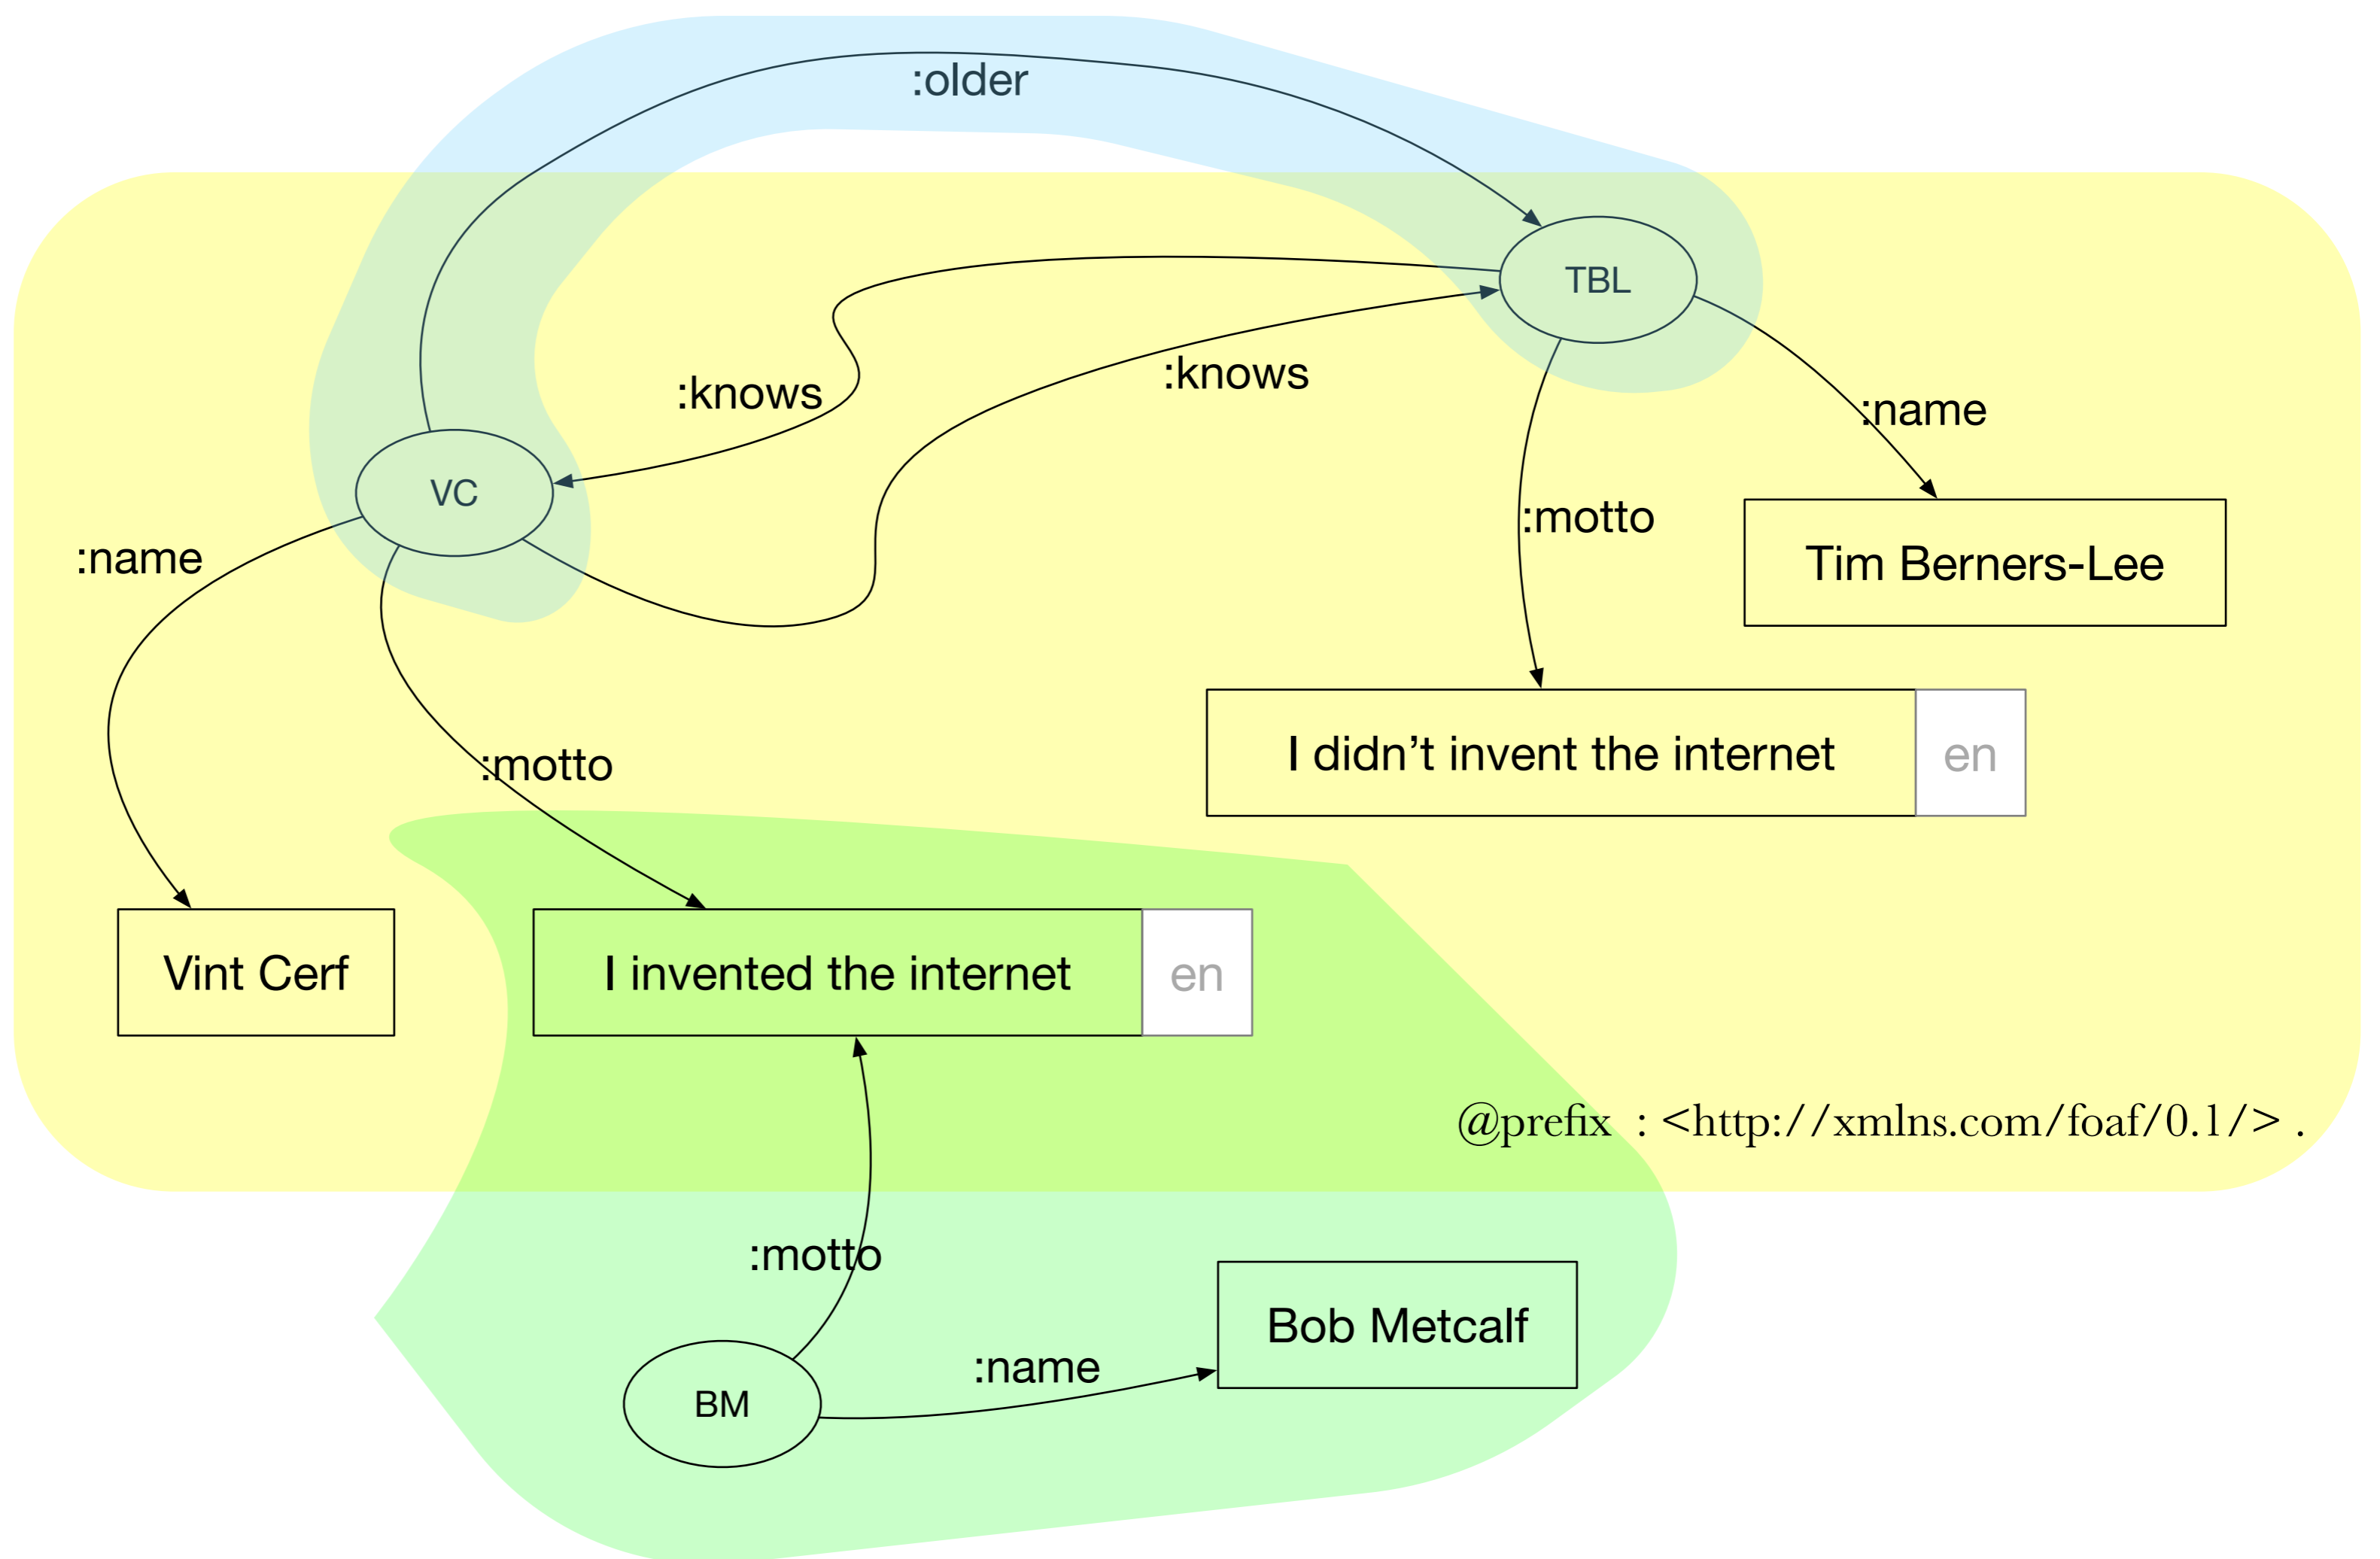 :older
TBL
:knows
:knows
:name
VC
:motto
:name
Tim Berners-Lee
I didn’t invent the internet
en
:motto
Vint Cerf
I invented the internet
en
@prefix : <http://xmlns.com/foaf/0.1/> .
:motto
Bob Metcalf
:name
BM